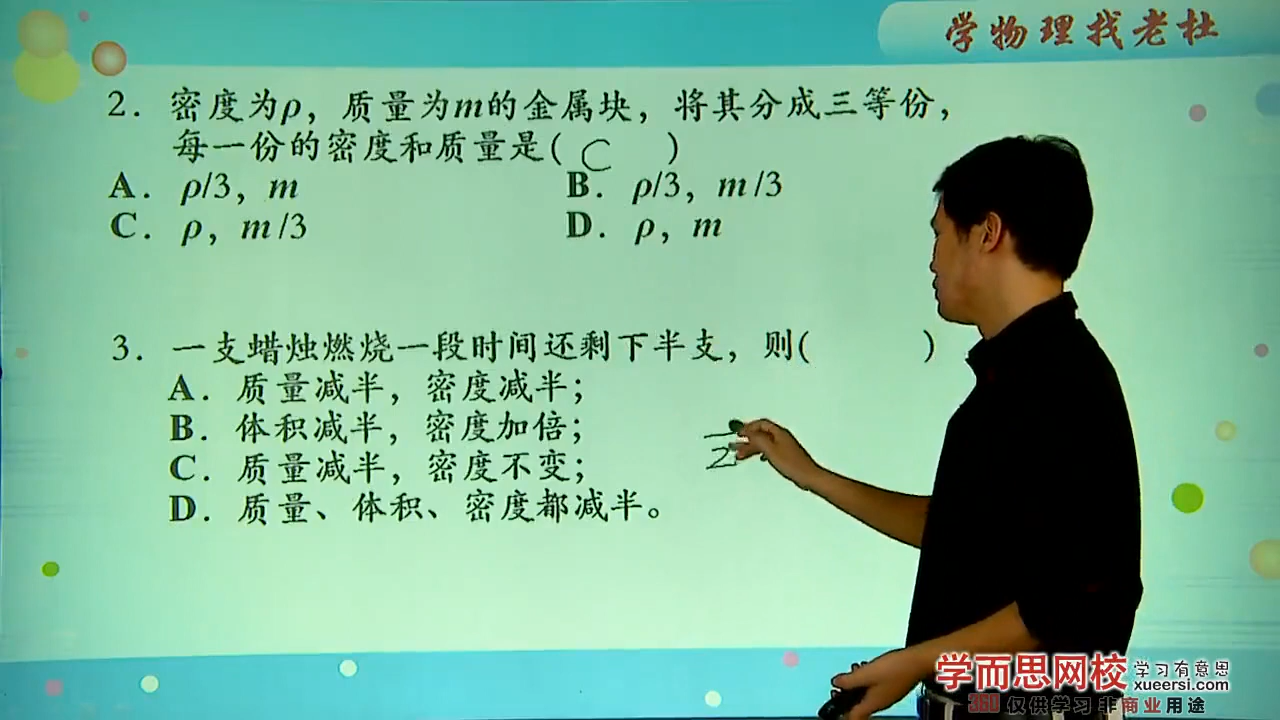 学物理找老杜
2. 密度为ρ，质量为m的金属块，将其分成三等份，
每一份的密度和质量是( C )
A. ρ/3，m
B. ρ/3，m/3
C. ρ，m/3
D. ρ，m
3. 一支蜡烛燃烧一段时间还剩下半支，则( )
A. 质量减半，密度减半；
B. 体积减半，密度加倍；
C. 质量减半，密度不变；
D. 质量、体积、密度都减半。
2
学而思网校 学习有意思
xueersi.com
360 仅供学习 非商业用途